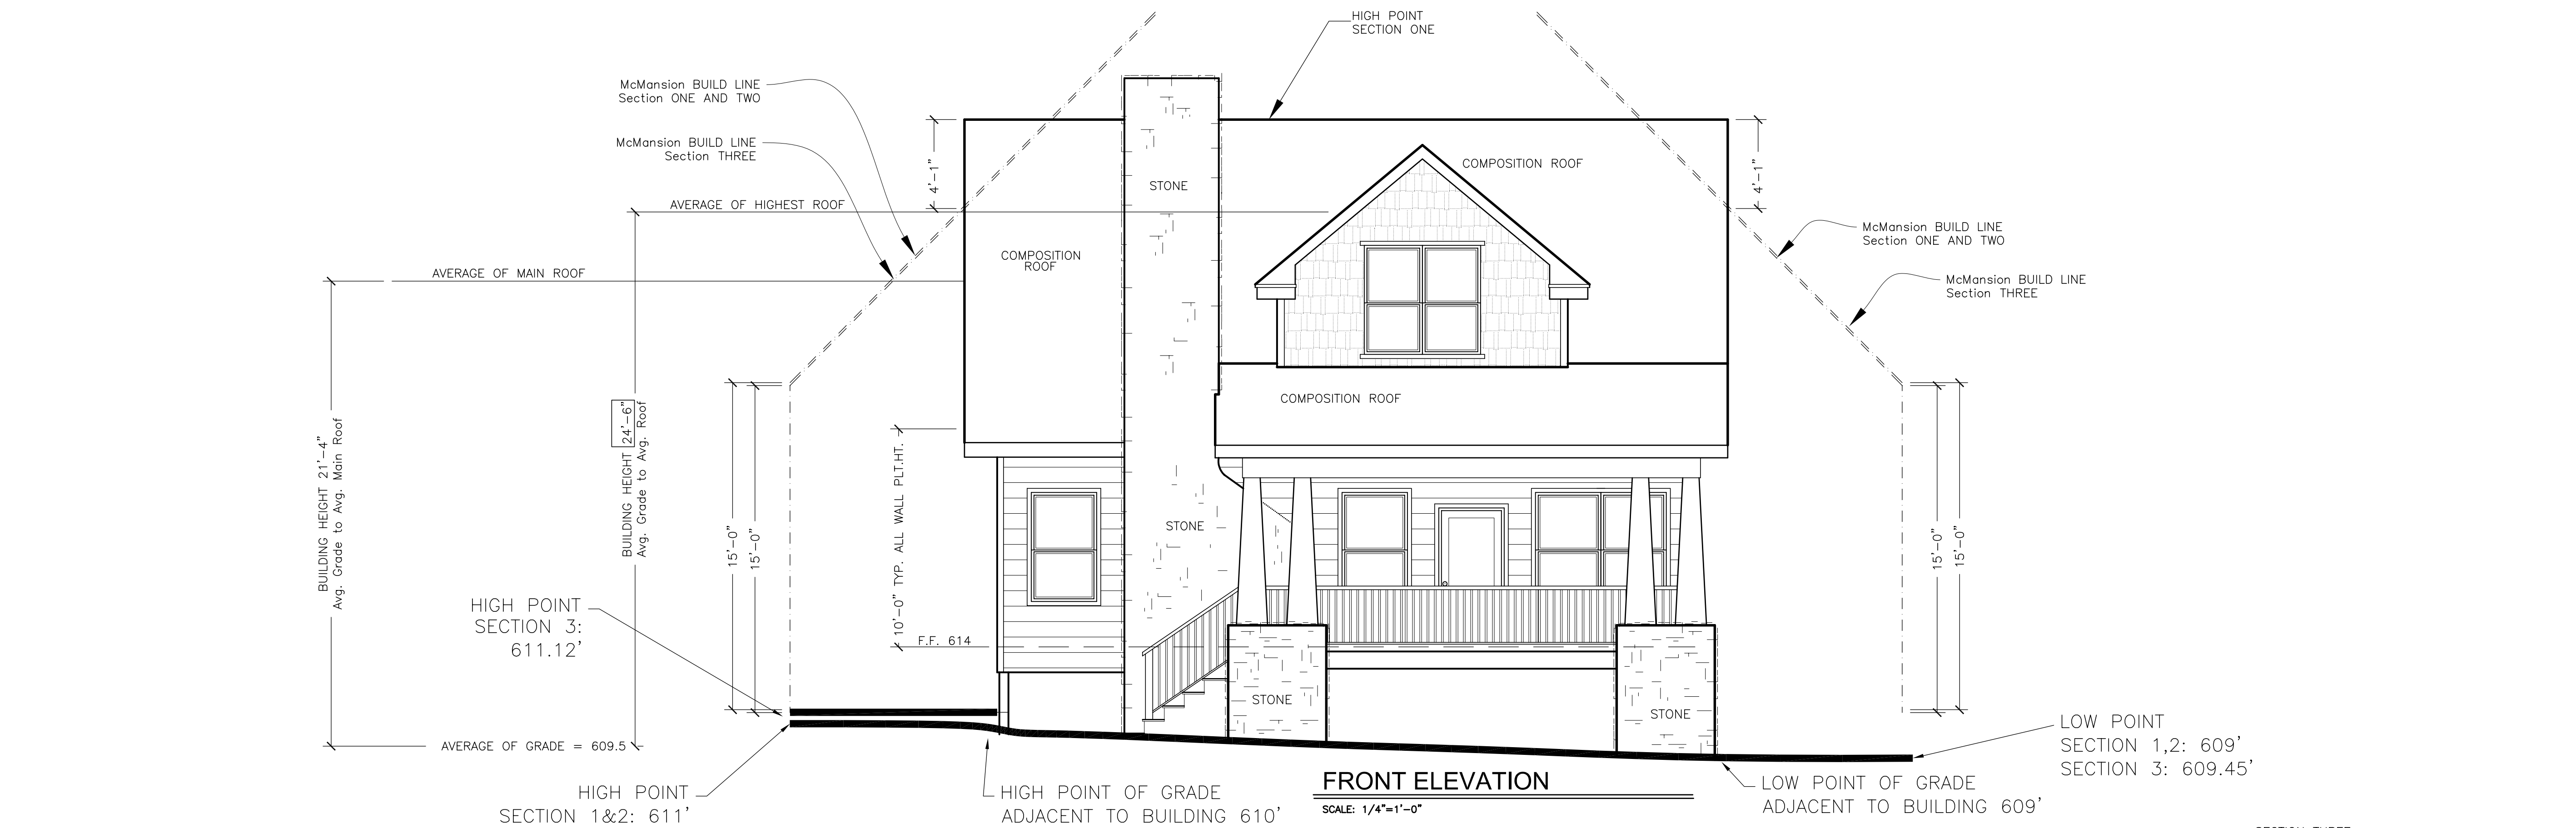 HIGH POINT
SECTION ONE
McMansion BUILD LINE
Section ONE AND TWO
McMansion BUILD LINE
Section THREE
4'-1"
4'-1"
COMPOSITION ROOF
STONE
AVERAGE OF HIGHEST ROOF
McMansion BUILD LINE
Section ONE AND TWO
COMPOSITION
ROOF
AVERAGE OF MAIN ROOF
McMansion BUILD LINE
Section THREE
COMPOSITION ROOF
BUILDING HEIGHT 21'-4"
Avg. Grade to Avg. Main Roof
BUILDING HEIGHT 24'-6"
Avg. Grade to Avg. Roof
15'-0"
15'-0"
10'-0" TYP. ALL WALL PLT.HT.
STONE
15'-0"
15'-0"
HIGH POINT
SECTION 3:
611.12'
F.F. 614
STONE
STONE
AVERAGE OF GRADE = 609.5
LOW POINT
SECTION 1,2: 609'
SECTION 3: 609.45'
HIGH POINT
SECTION 1&2: 611'
HIGH POINT OF GRADE
ADJACENT TO BUILDING 610'
FRONT ELEVATION
SCALE: 1/4"=1'-0"
LOW POINT OF GRADE
ADJACENT TO BUILDING 609'